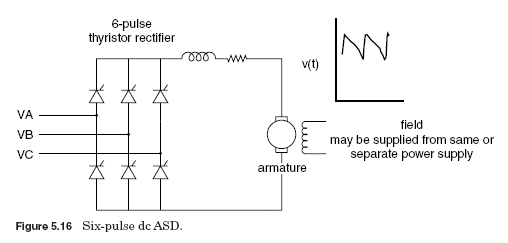 6-pulse
thyristor rectifier
v(t)
VA
VB
VC
field
may be supplied from same or
separate power supply
armature
Figure 5.16 Six-pulse dc ASD.